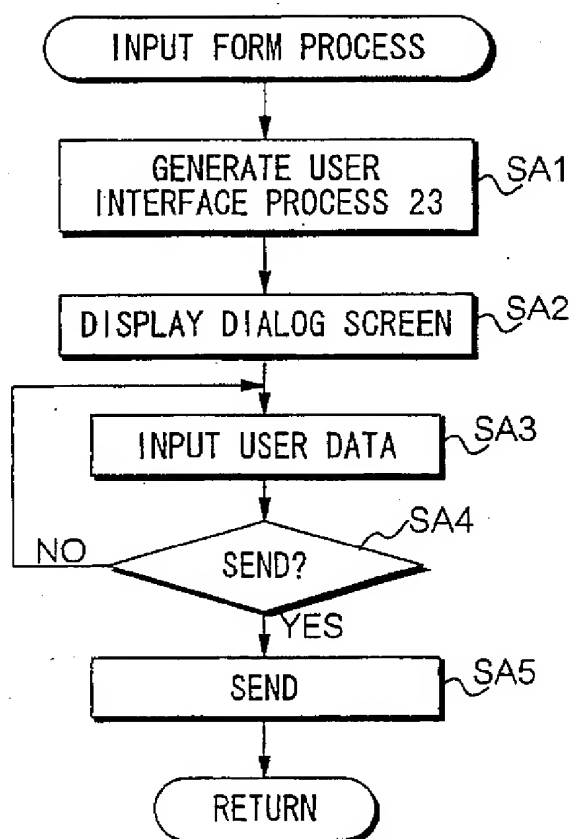 INPUT FORM PROCESS
GENERATE USER
INTERFACE PROCESS 23
SA1
DISPLAY DIALOG SCREEN
SA2
INPUT USER DATA
SA3
SA4
SEND?
NO
YES
SEND
SA5
RETURN